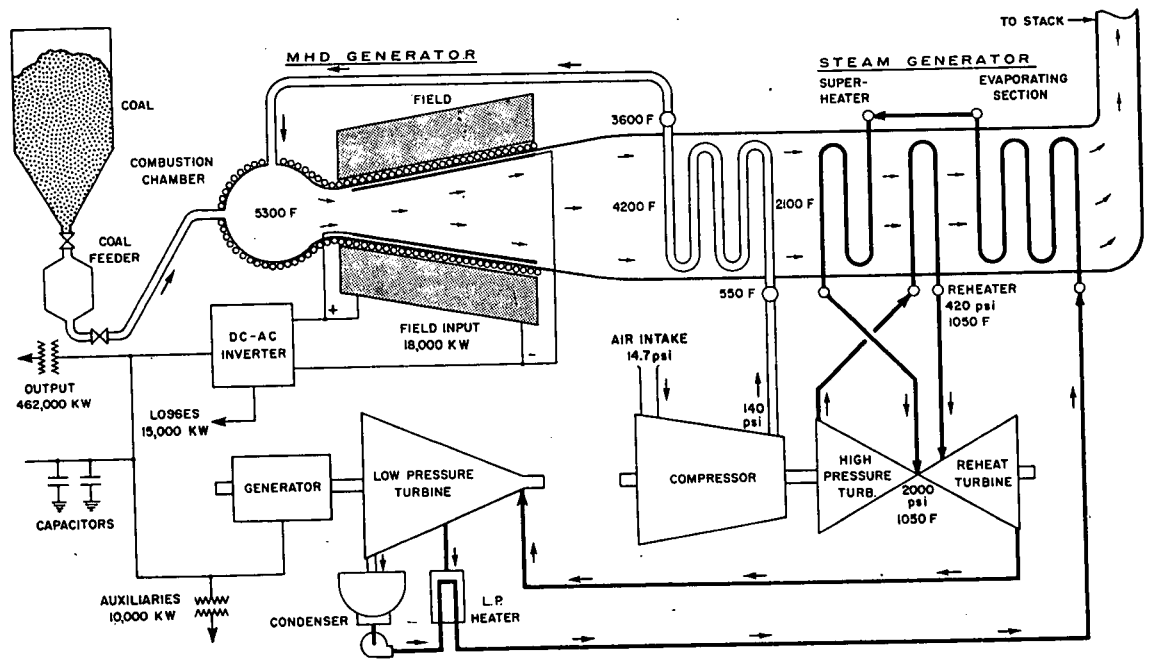 TO STACK
MHD GENERATOR
STEAM GENERATOR
SUPER-
HEATER
EVAPORATING
SECTION
COAL
FIELD
3600 F
COMBUSTION
CHAMBER
5300 F
4200 F
2100 F
COAL
FEEDER
550 F
REHEATER
420 psi
1050 F
+
FIELD INPUT
18,000 KW
-
DC-AC
INVERTER
AIR INTAKE
14.7psi
OUTPUT
462,000 KW
LOSSES
15,000 KW
140
psi
GENERATOR
LOW PRESSURE
TURBINE
COMPRESSOR
HIGH
PRESSURE
TURB.
REHEAT
TURBINE
2000
psi
1050 F
CAPACITORS
AUXILIARIES
10,000 KW
CONDENSER
L.P.
HEATER